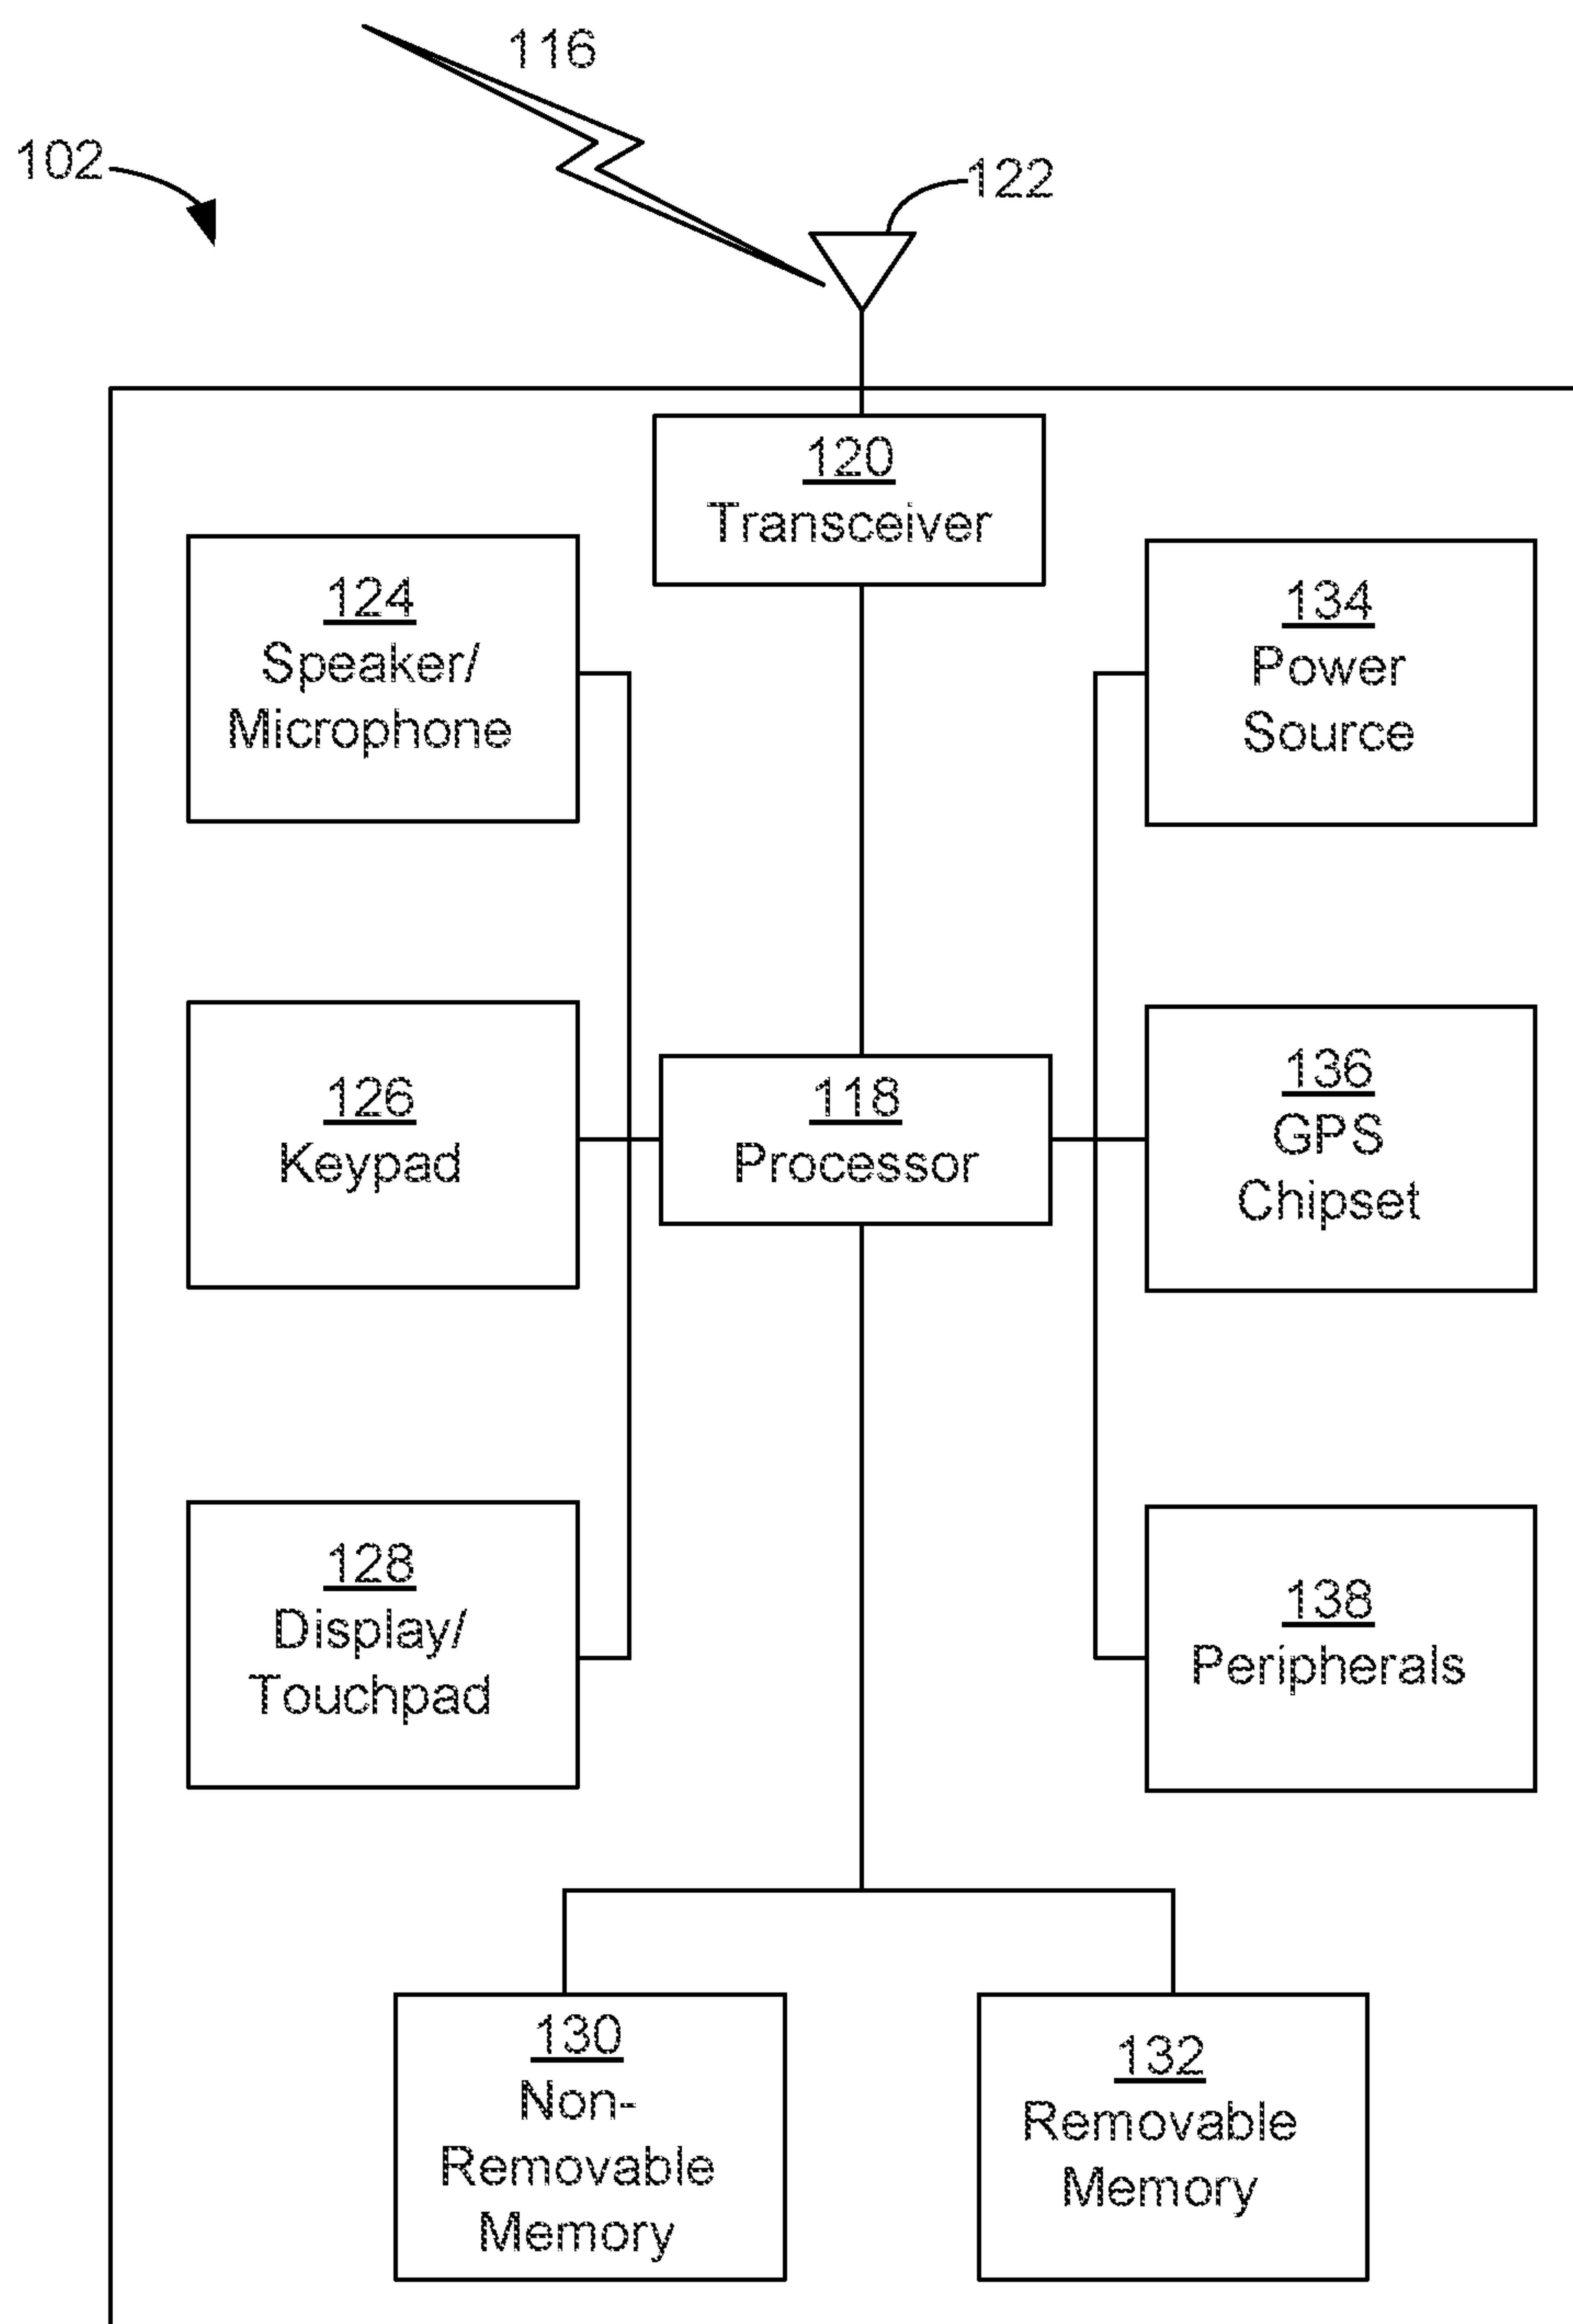 116
102
122
120
Transceiver
124
Speaker/
Microphone
134
Power
Source
126
Keypad
118
Processor
136
GPS
Chipset
128
Display/
Touchpad
138
Peripherals
130
Non-
Removable
Memory
132
Removable
Memory